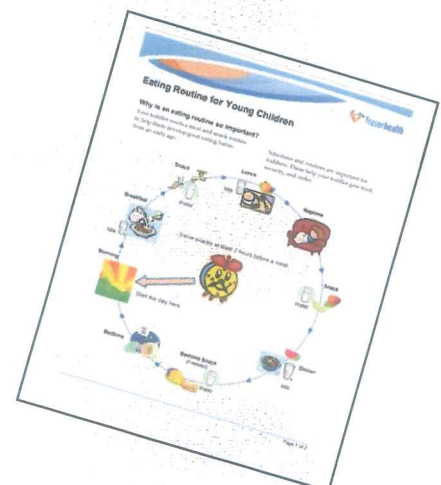 fraserhealth
Eating Routine for Young Children
Why is an eating routine so important?
Your toddler needs a meal and snack routine
to help them develop good eating habits
from an early age.
Schedules and routines are important for
toddlers. These help your toddler gain trust,
security, and order.
Snack
Water
Lunch
Milk
Naptime
Breakfast
Milk
Serve snacks at least 2 hours before a meal.
Morning
Start the day here
Snack
Water
Bedtime
Bedtime Snack
(if needed)
Water
Dinner
Milk
Page 1 of 2